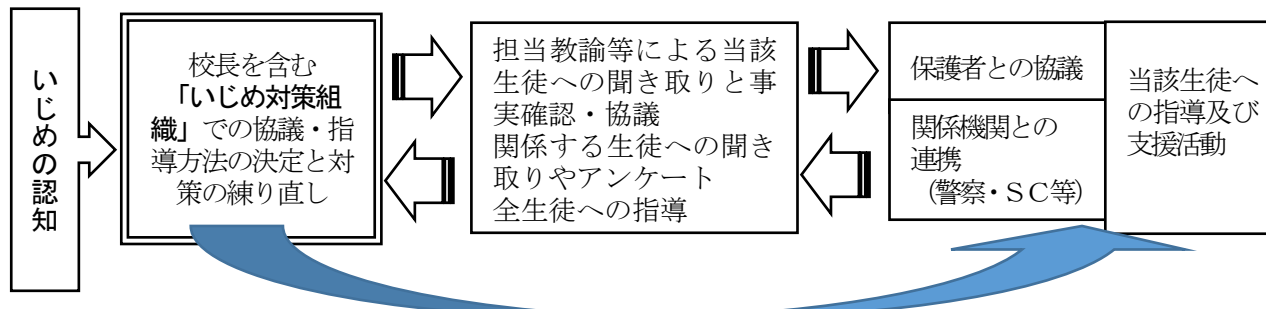 いじめの認知
校長を含む
「いじめ対策組
織」での協議・指
導方法の決定と対
策の練り直し
担当教諭等による当該
生徒への聞き取りと事
実確認・協議
関係する生徒への聞き
取りやアンケート
全生徒への指導
保護者との協議
関係機関との
連携
（警察・ＳＣ等）
当該生徒へ
の指導及び
支援活動